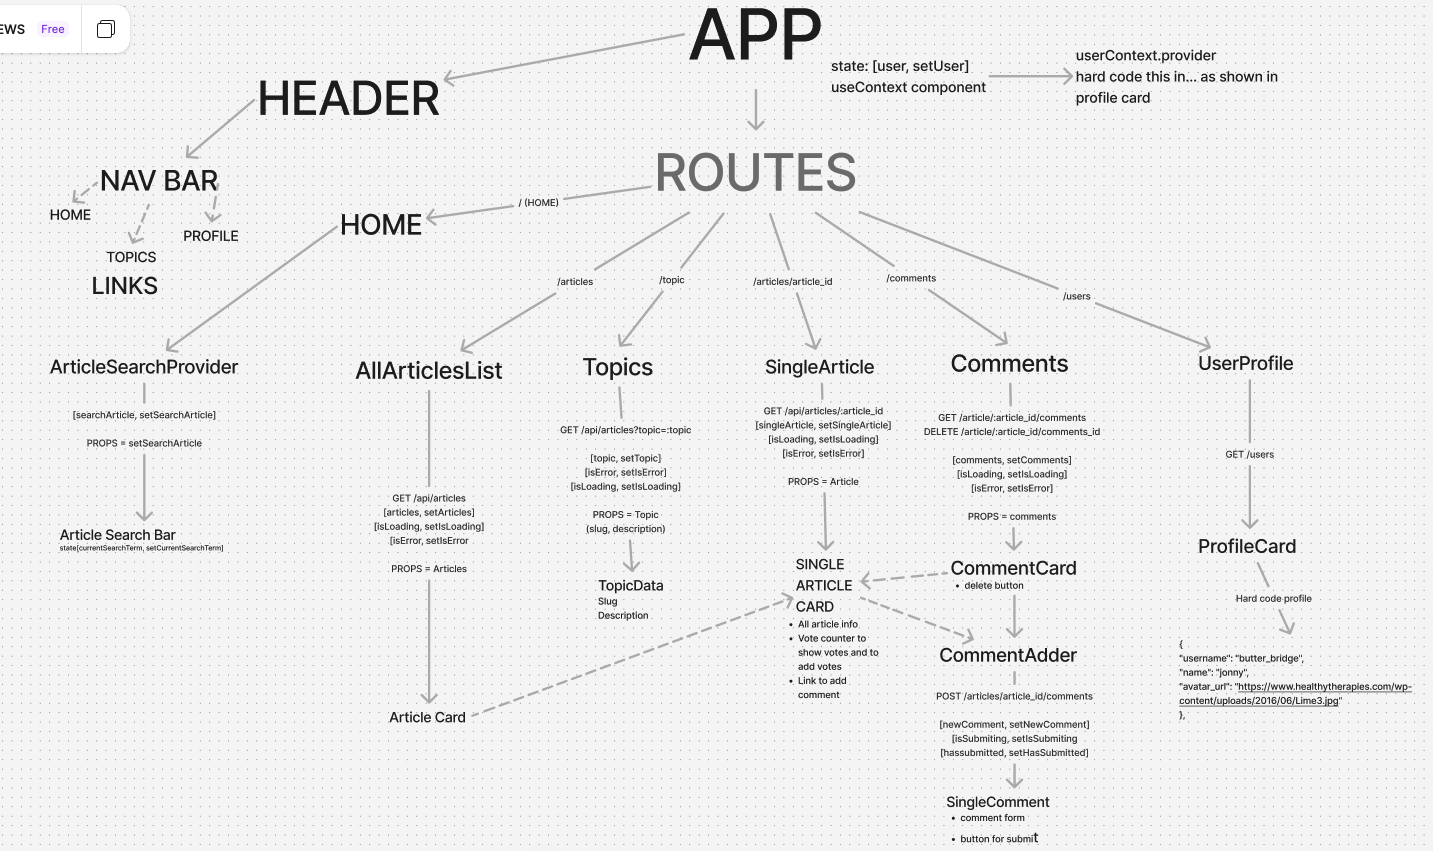 EWS Free
APP
state: [user, setUser]
useContext component
userContext.provider
hard code this in... as shown in
profile card
HEADER
NAV BAR
HOME
TOPICS
PROFILE
LINKS
ROUTES
/ (HOME)
HOME
/articles
/topic
/articles/article_id
/comments
/users
ArticleSearchProvider
[searchArticle, setSearchArticle]
PROPS = setSearchArticle
Article Search Bar
state[currentSearchTerm, setCurrentSearchTerm]
AllArticlesList
GET /api/articles
[articles, setArticles]
[isLoading, setIsLoading]
[isError, setIsError
PROPS = Articles
Article Card
Topics
GET /api/articles?topic=:topic
[topic, setTopic]
[isError, setIsError]
[isLoading, setIsLoading]
PROPS = Topic
(slug, description)
TopicData
Slug
Description
SingleArticle
GET /api/articles/:article_id
[singleArticle, setSingleArticle]
[isLoading, setIsLoading]
[isError, setIsError]
PROPS = Article
SINGLE
ARTICLE
CARD
• All article info
• Vote counter to
show votes and to
add votes
• Link to add
comment
Comments
GET /article/:article_id/comments
DELETE /article/:article_id/comments_id
[comments, setComments]
[isLoading, setIsLoading]
[isError, setIsError]
PROPS = comments
CommentCard
• delete button
CommentAdder
POST /articles/article_id/comments
[newComment, setNewComment]
[isSubmiting, setIsSubmiting
[hassubmitted, setHasSubmitted]
SingleComment
• comment form
• button for submit
UserProfile
GET /users
ProfileCard
Hard code profile
{
"username": "butter_bridge",
"name": "jonny",
"avatar_url": "https://www.healthytherapies.com/wp-
content/uploads/2016/06/Lime3.jpg"
},